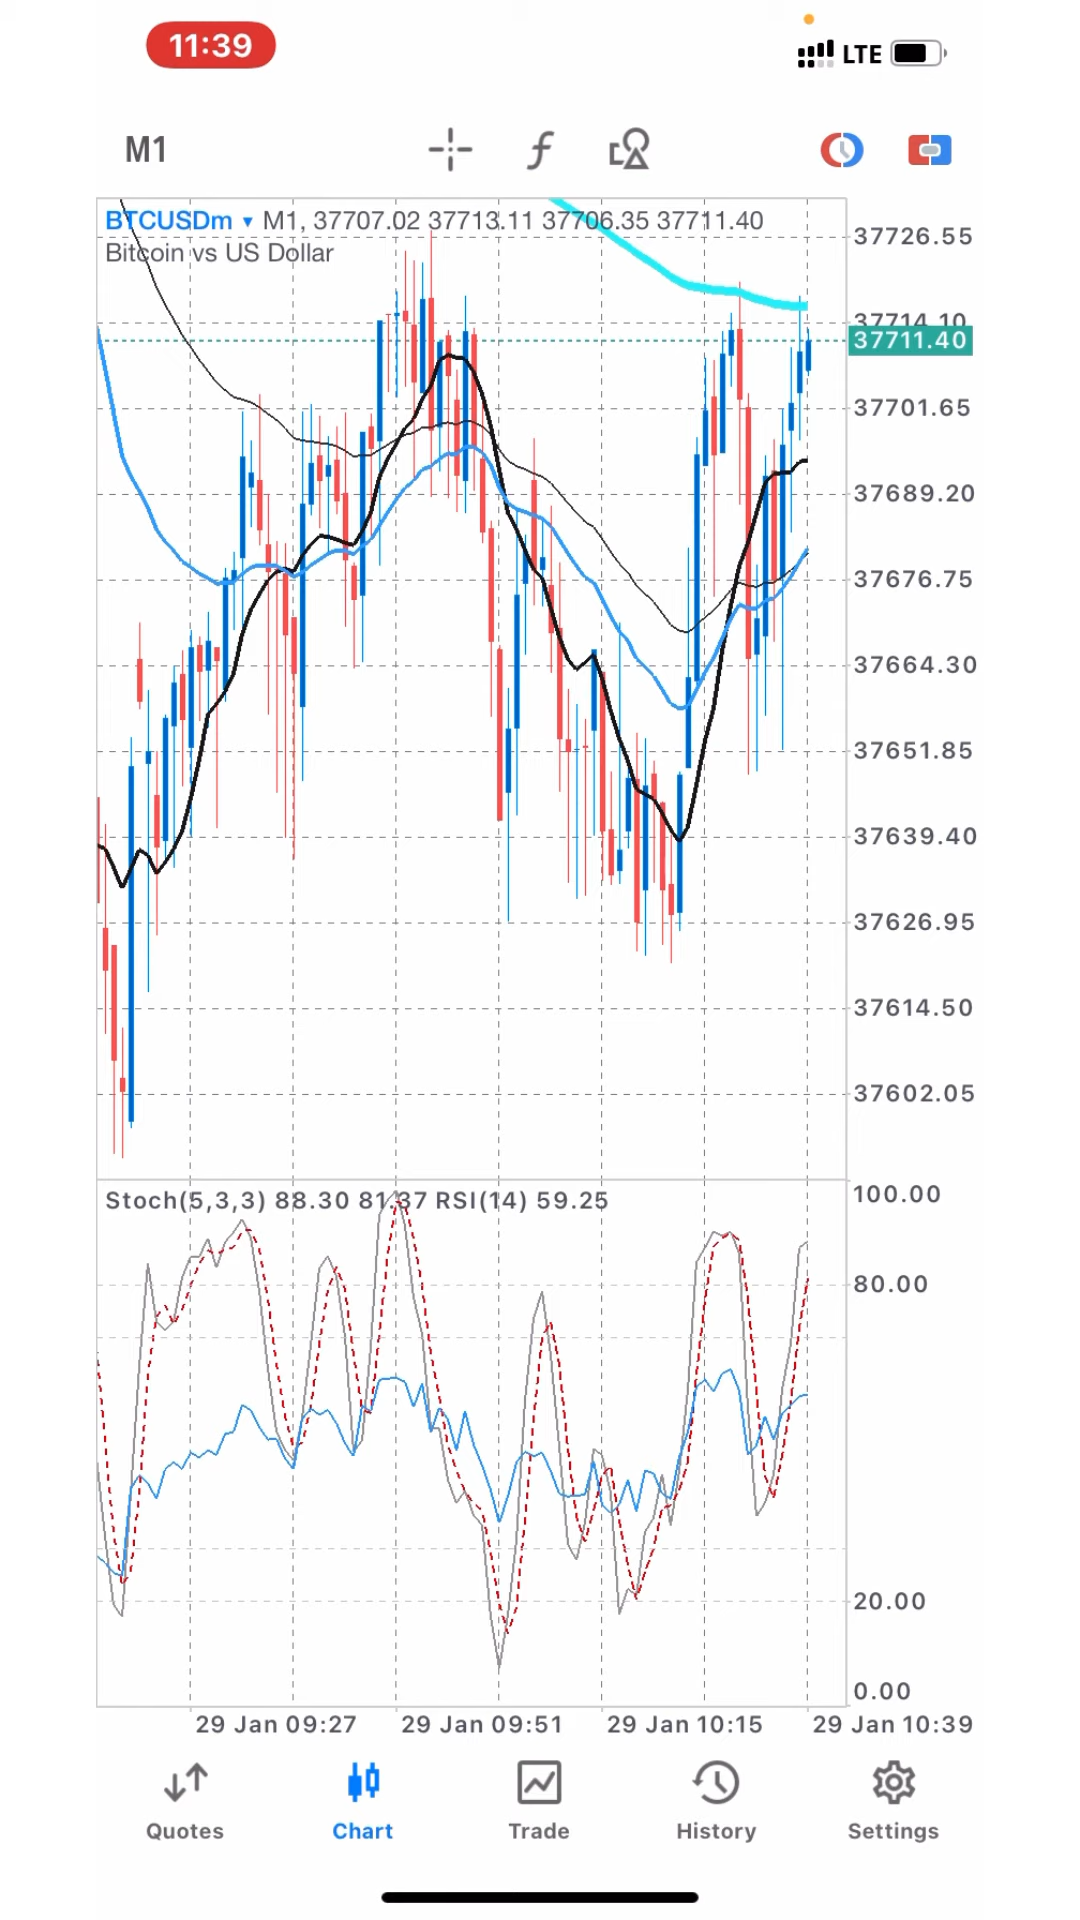 11:39
LTE
M1
BTCUSDm ▾ M1, 37707.02 37713.11 37706.35 37711.40
Bitcoin vs US Dollar
37726.55
37714.10
37711.40
37701.65
37689.20
37676.75
37664.30
37651.85
37639.40
37626.95
37614.50
37602.05
Stoch(5,3,3) 88.30 81.37 RSI(14) 59.25
100.00
80.00
20.00
0.00
29 Jan 09:27 29 Jan 09:51 29 Jan 10:15 29 Jan 10:39
Quotes Chart Trade History Settings